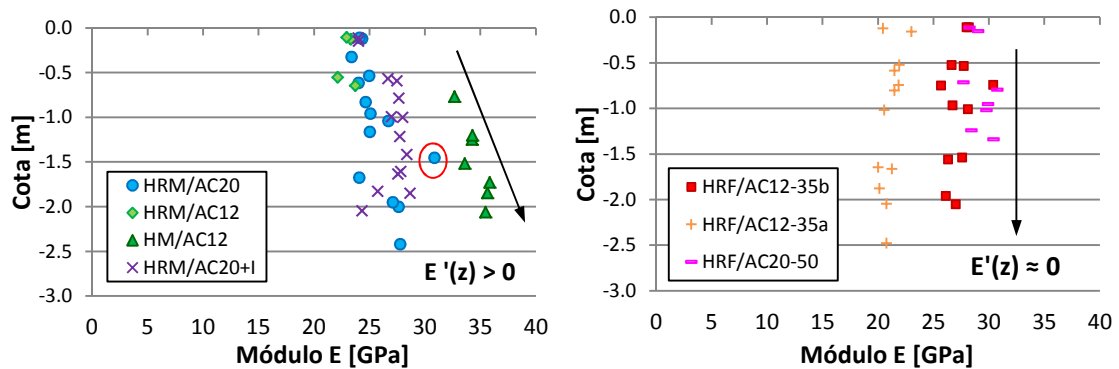 0.0
-0.5
-1.0
-1.5
-2.0
-2.5
-3.0
Cota [m]
HRM/AC20
HRM/AC12
HM/AC12
HRM/AC20+I
E '(z) > 0
0 5 10 15 20 25 30 35 40
Módulo E [GPa]
0.0
-0.5
-1.0
-1.5
-2.0
-2.5
-3.0
Cota [m]
HRF/AC12-35b
HRF/AC12-35a
HRF/AC20-50
E'(z) ≈ 0
0 5 10 15 20 25 30 35 40
Módulo E [GPa]